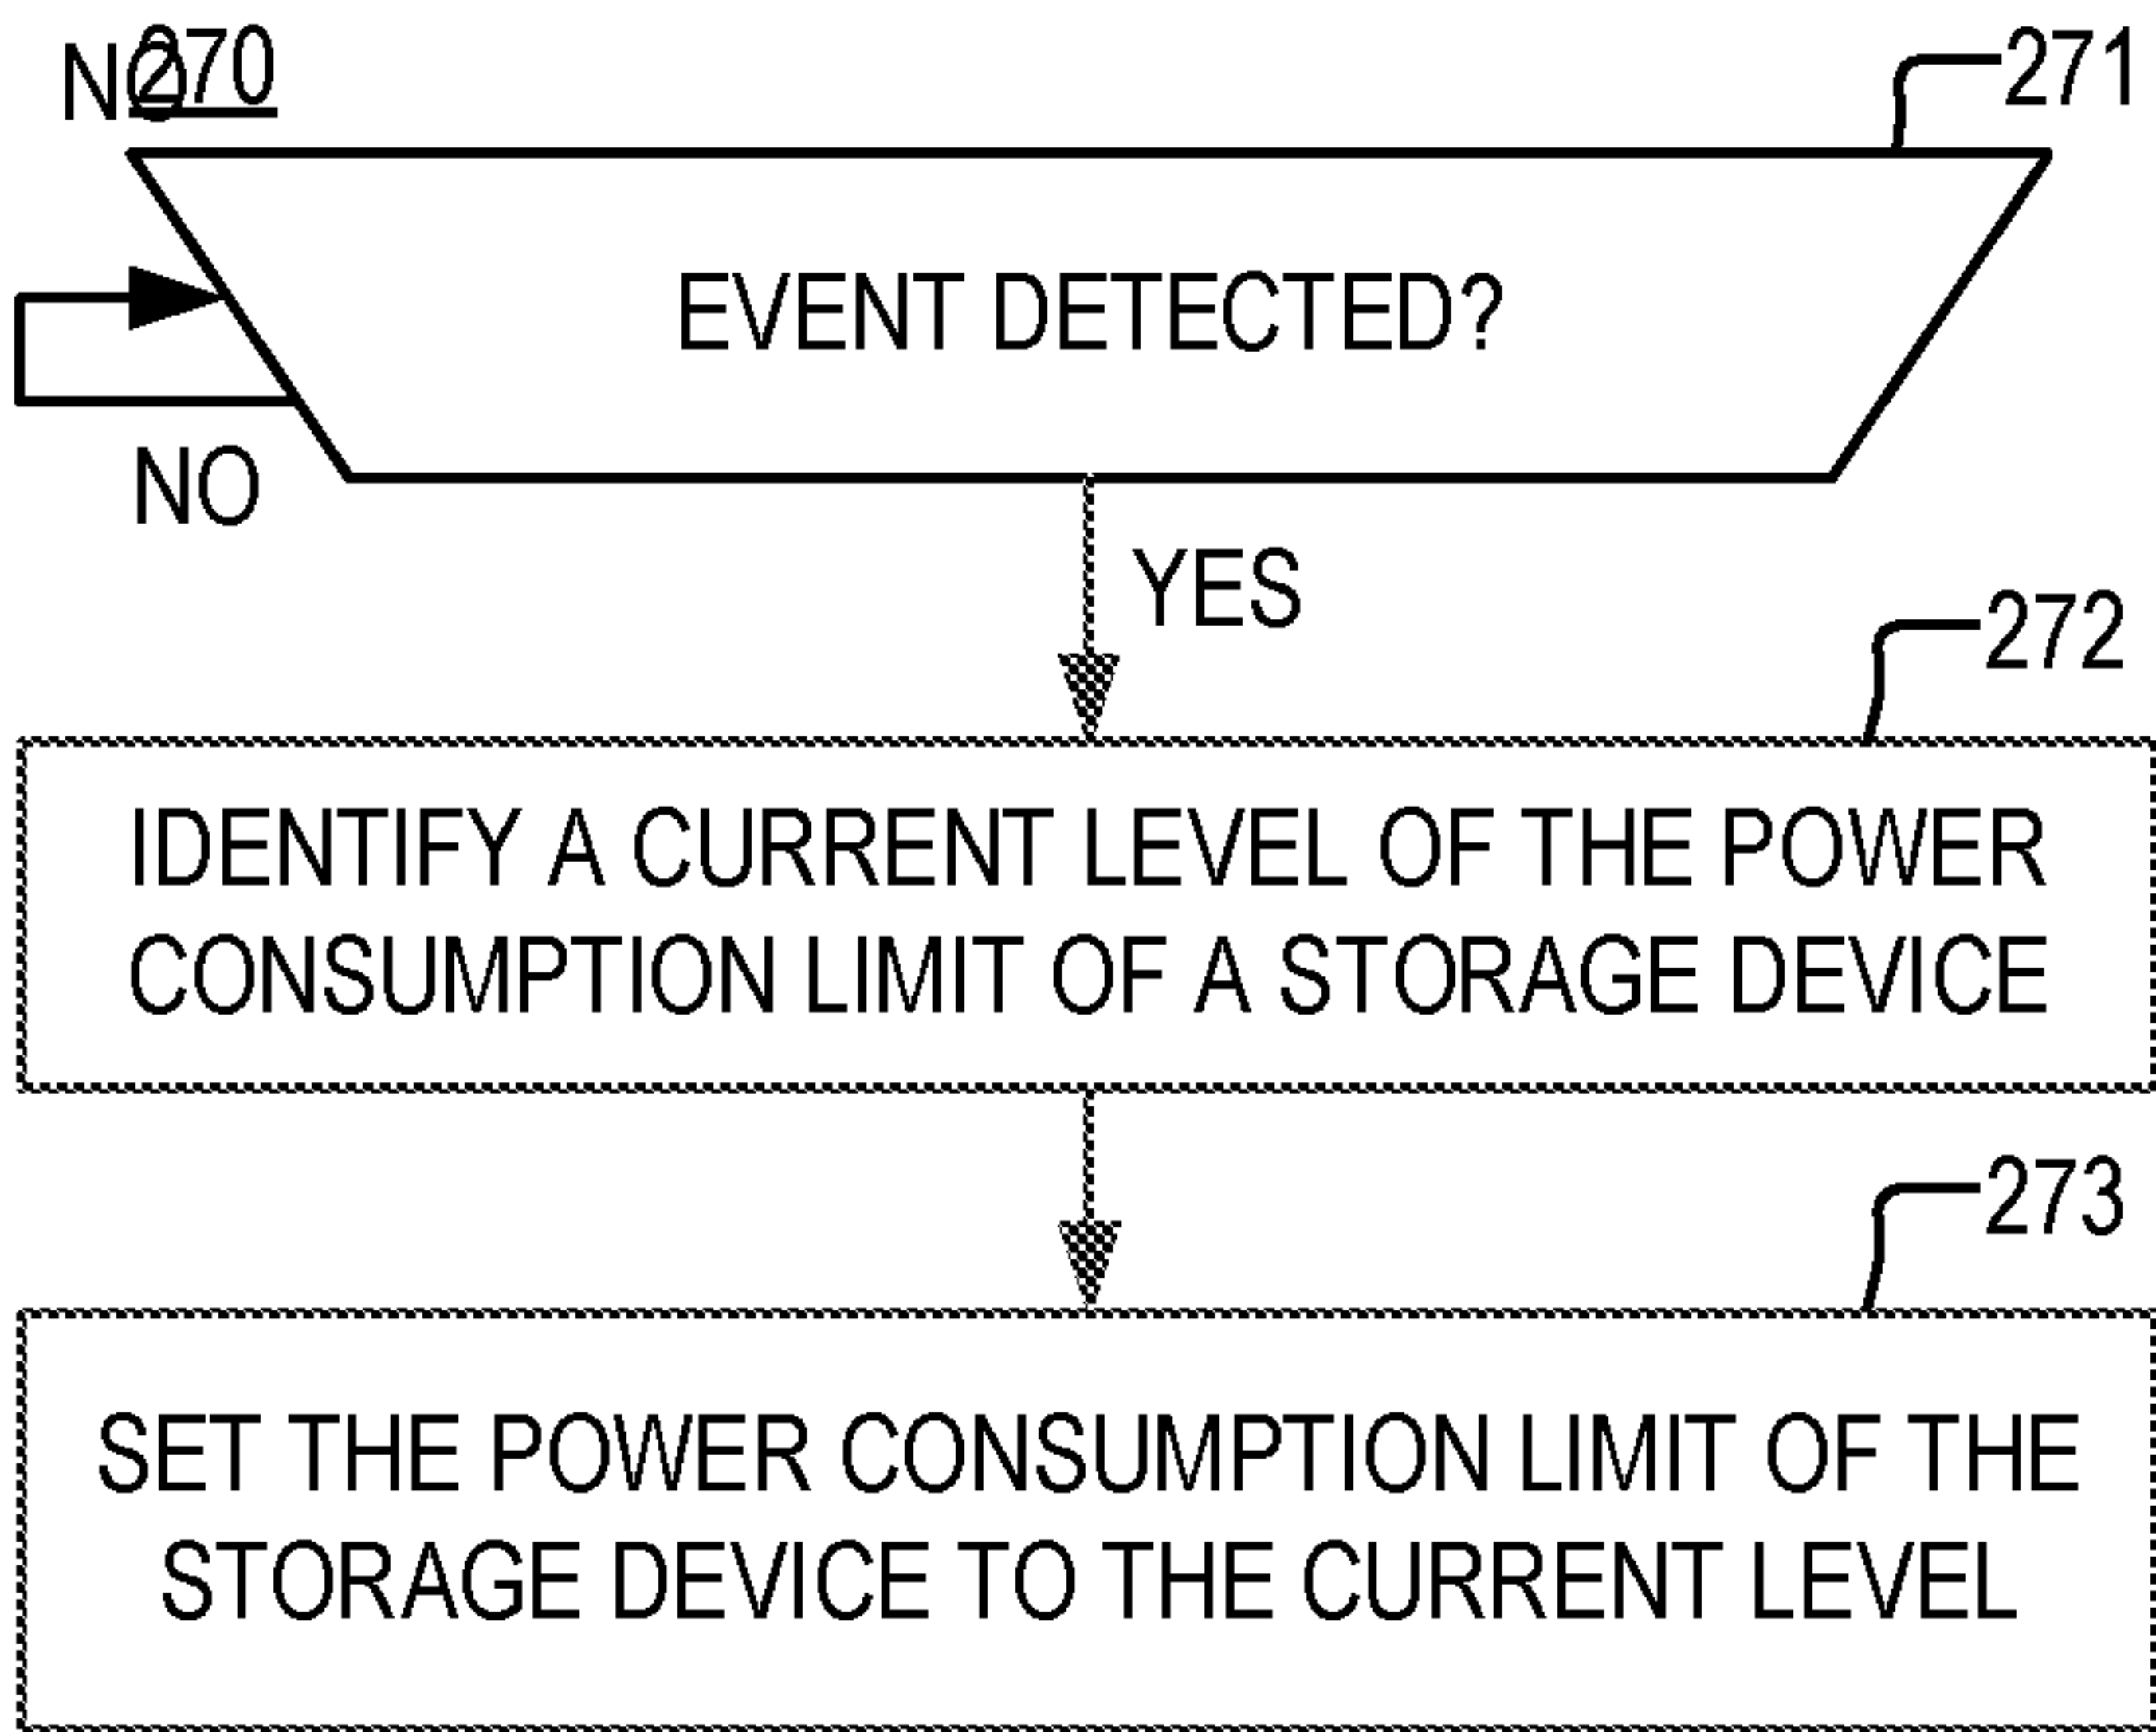 NO
270
271
EVENT DETECTED?
NO
YES
272
IDENTIFY A CURRENT LEVEL OF THE POWER
CONSUMPTION LIMIT OF A STORAGE DEVICE
273
SET THE POWER CONSUMPTION LIMIT OF THE
STORAGE DEVICE TO THE CURRENT LEVEL